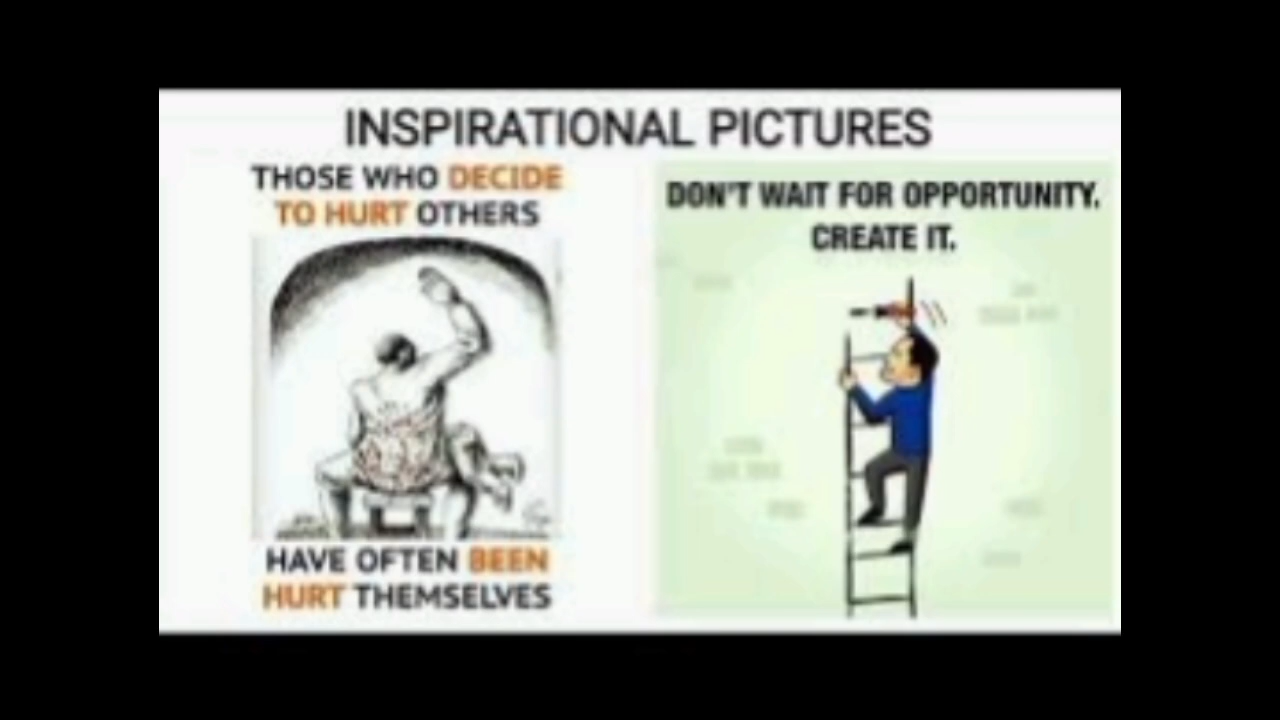 INSPIRATIONAL PICTURES
THOSE WHO DECIDE
TO HURT OTHERS
HAVE OFTEN BEEN
HURT THEMSELVES
DON'T WAIT FOR OPPORTUNITY.
CREATE IT.